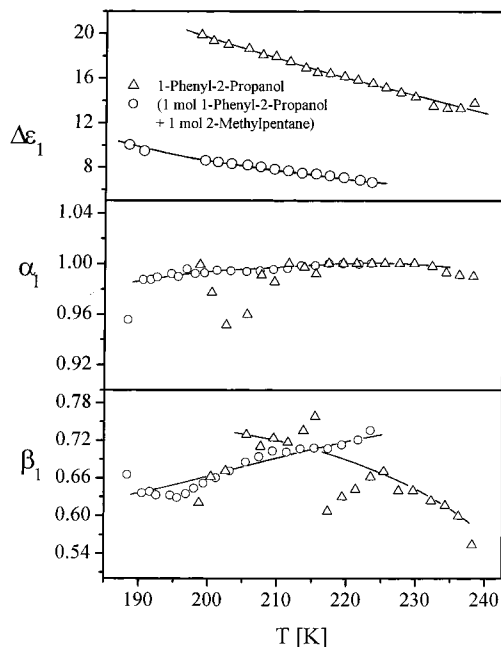 20
16
12
8
Δε₁
△ 1-Phenyl-2-Propanol
○ (1 mol 1-Phenyl-2-Propanol
+ 1 mol 2-Methylpentane)
1.04
1.00
0.96
0.92
α₁
0.78
0.72
0.66
0.60
0.54
β₁
190 200 210 220 230 240
T [K]